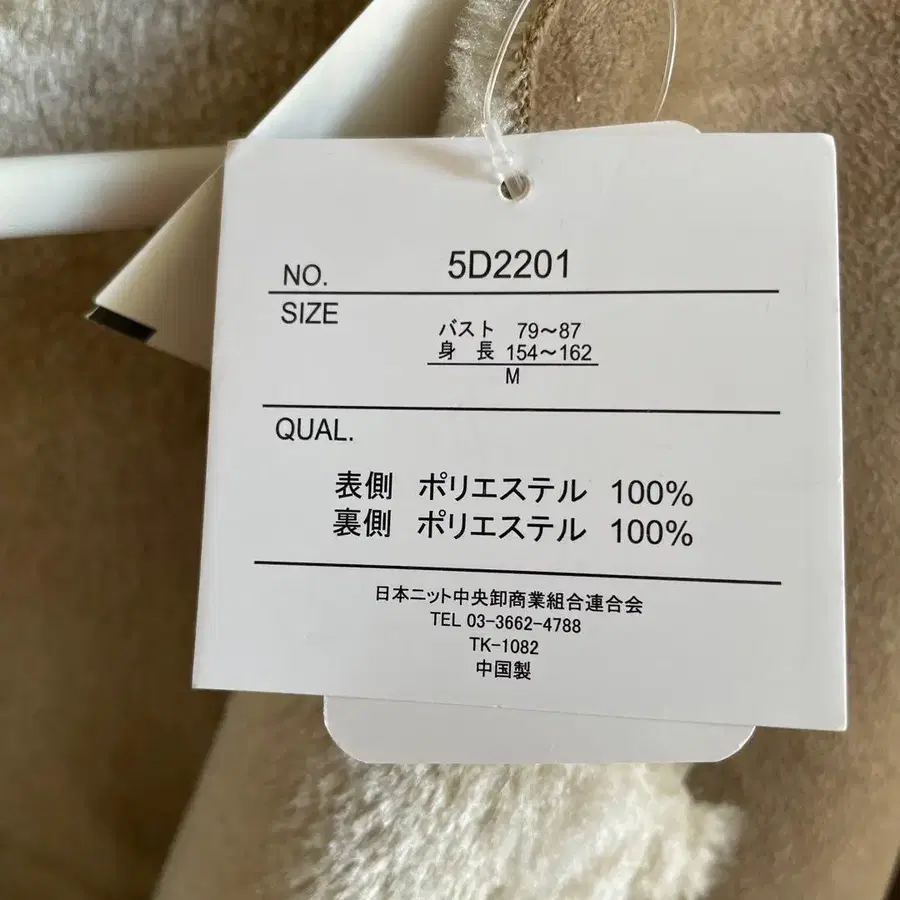 NO. 5D2201
SIZE
バスト 79～87
身 長 154～162
M
QUAL.
表側 ポリエステル 100%
裏側 ポリエステル 100%
日本ニット中央卸商業組合連合会
TEL 03-3662-4788
TK-1082
中国製